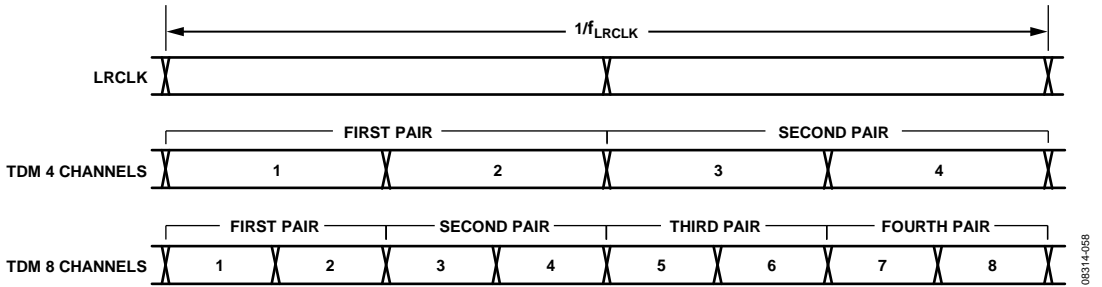 1/fLRCLK
LRCLK
FIRST PAIR SECOND PAIR
TDM 4 CHANNELS 1 2 3 4
FIRST PAIR SECOND PAIR THIRD PAIR FOURTH PAIR
TDM 8 CHANNELS 1 2 3 4 5 6 7 8
08314-058